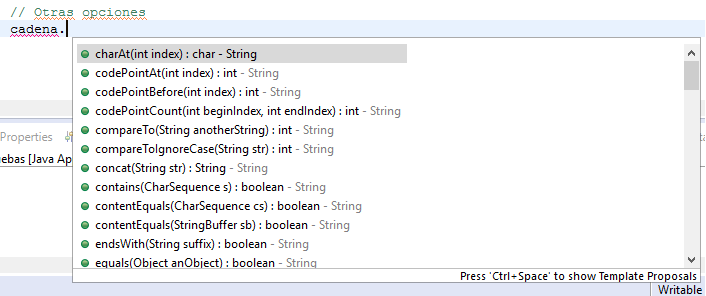 // Otras opciones
cadena.
charAt(int index) : char - String
codePointAt(int index) : int - String
codePointBefore(int index) : int - String
codePointCount(int beginIndex, int endIndex) : int - String
compareTo(String anotherString) : int - String
compareToIgnoreCase(String str) : int - String
concat(String str) : String - String
contains(CharSequence s) : boolean - String
contentEquals(CharSequence cs) : boolean - String
contentEquals(StringBuffer sb) : boolean - String
endsWith(String suffix) : boolean - String
equals(Object anObject) : boolean - String
Properties
ebas [Java Ap
Press 'Ctrl+Space' to show Template Proposals
Writable